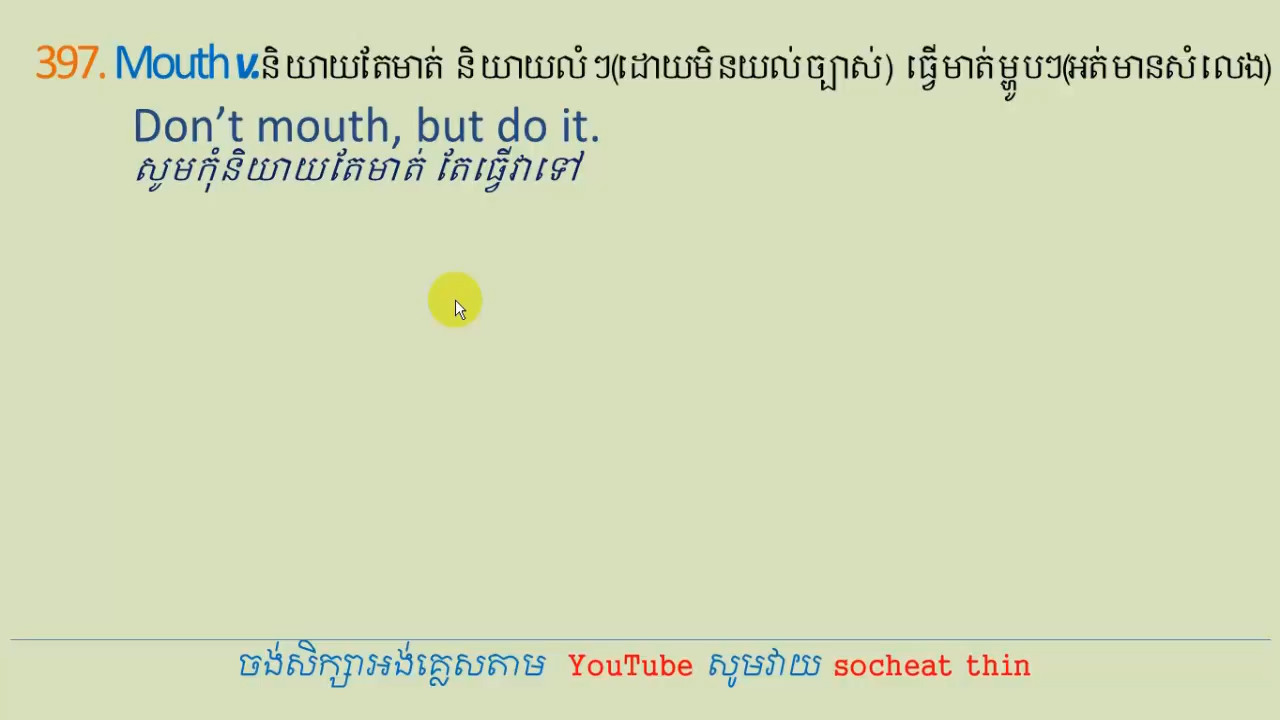 397. Mouth v.និយាយតែមាត់ និយាយលំៗ(ដោយមិនយល់ច្បាស់) ធ្វើមាត់ម្ហូបៗ(អត់មានសំលេង)
Don’t mouth, but do it.
សូមកុំនិយាយតែមាត់ តែធ្វើវាទៅ
ចង់សិក្សាអង់គ្លេសតាម YouTube សូមវាយ socheat thin